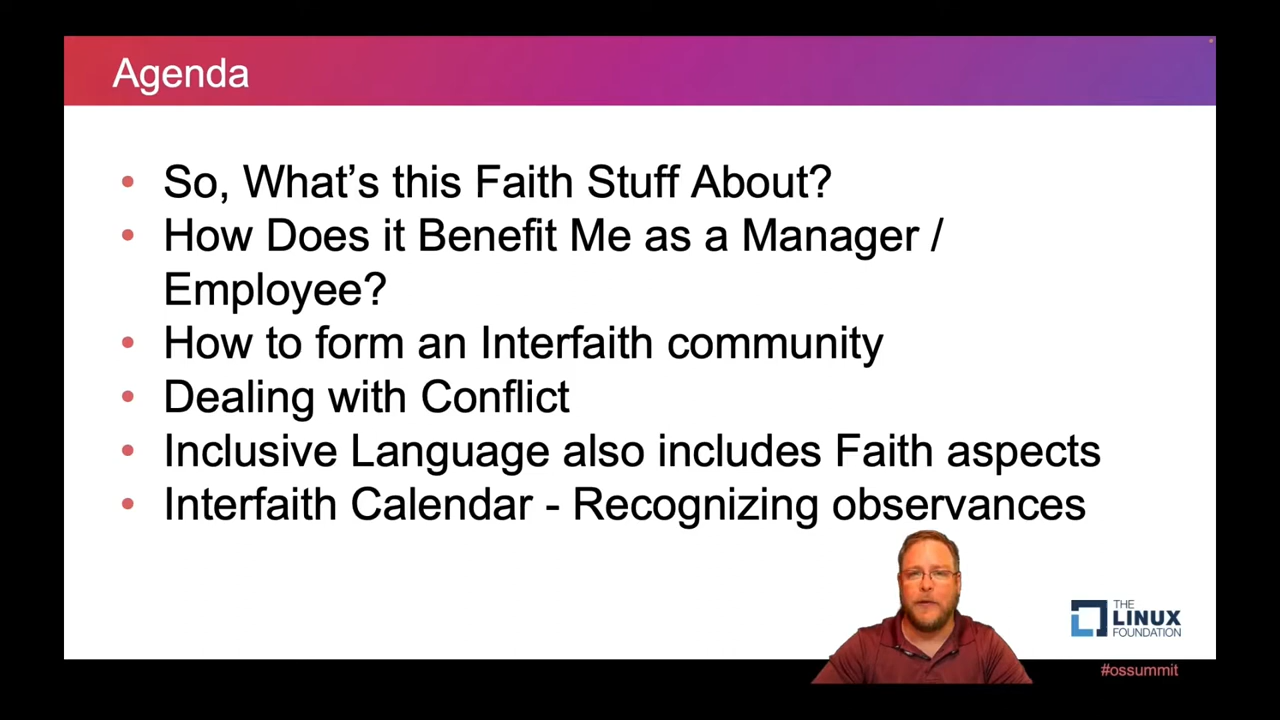 Agenda
• So, What's this Faith Stuff About?
• How Does it Benefit Me as a Manager /
Employee?
• How to form an Interfaith community
• Dealing with Conflict
• Inclusive Language also includes Faith aspects
• Interfaith Calendar - Recognizing observances
THE
LINUX
FOUNDATION
#ossummit